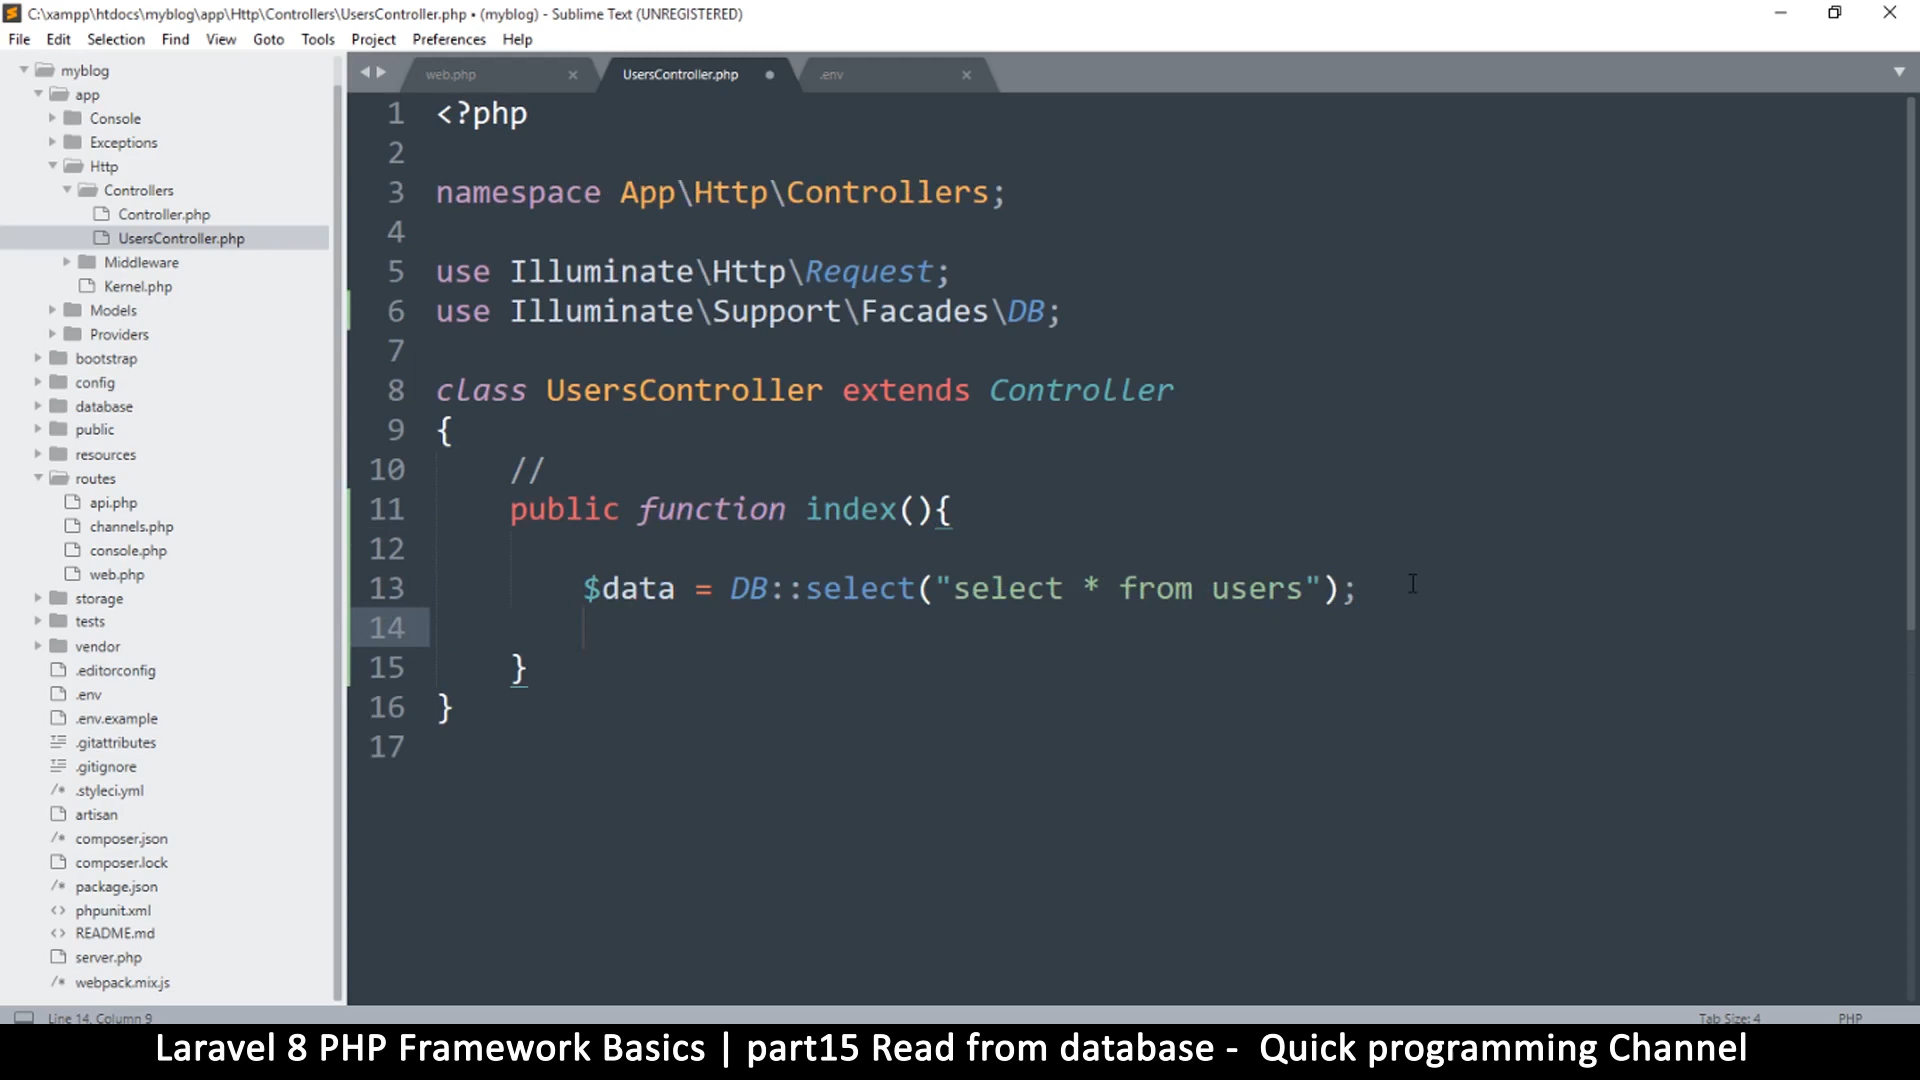 C:\xampp\htdocs\myblog\app\Http\Controllers\UsersController.php • (myblog) - Sublime Text (UNREGISTERED)
File Edit Selection Find View Goto Tools Project Preferences Help
myblog
app
Console
Exceptions
Http
Controllers
Controller.php
UsersController.php
Middleware
Kernel.php
Models
Providers
bootstrap
config
database
public
resources
routes
api.php
channels.php
console.php
web.php
storage
tests
vendor
.editorconfig
.env
.env.example
.gitattributes
.gitignore
.styleci.yml
artisan
composer.json
composer.lock
package.json
phpunit.xml
README.md
server.php
webpack.mix.js
web.php UsersController.php .env
1 <?php
2
3 namespace App\Http\Controllers;
4
5 use Illuminate\Http\Request;
6 use Illuminate\Support\Facades\DB;
7
8 class UsersController extends Controller
9 {
10 //
11 public function index(){
12
13 $data = DB::select("select * from users");
14
15 }
16 }
17
Line 14, Column 9 Tab Size: 4 PHP
Laravel 8 PHP Framework Basics | part15 Read from database - Quick programming Channel